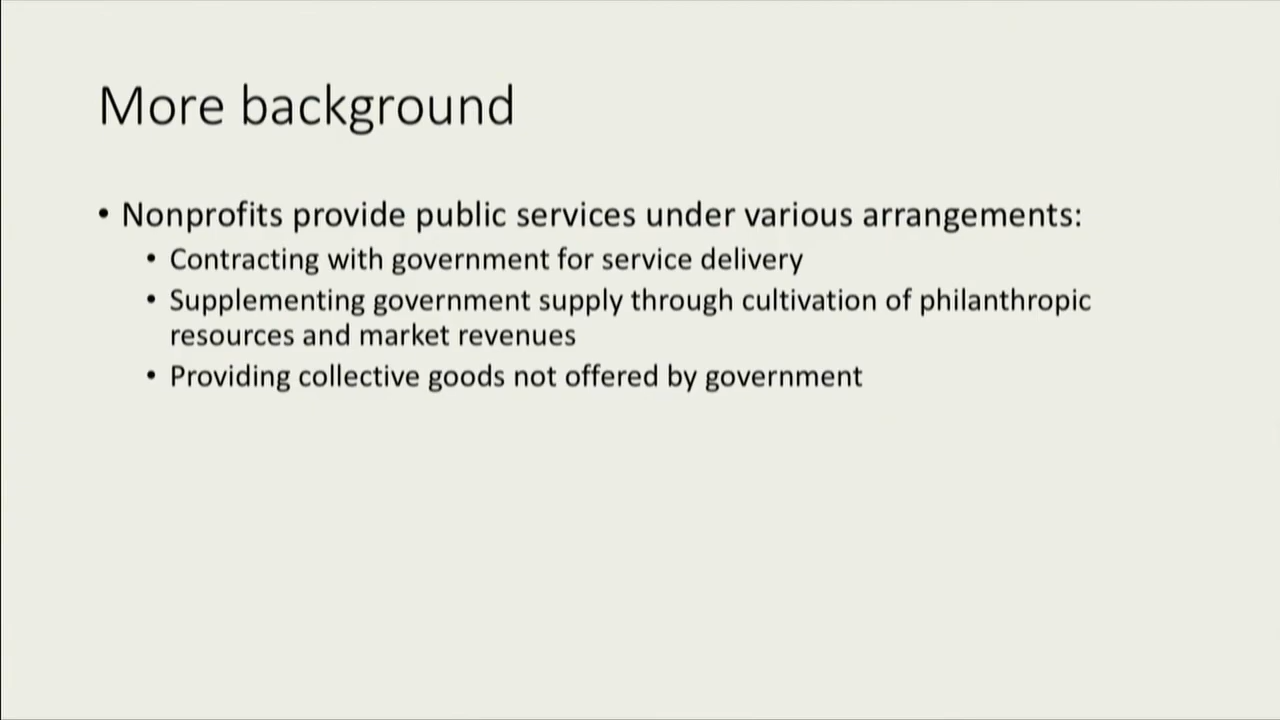 More background
• Nonprofits provide public services under various arrangements:
• Contracting with government for service delivery
• Supplementing government supply through cultivation of philanthropic
resources and market revenues
• Providing collective goods not offered by government